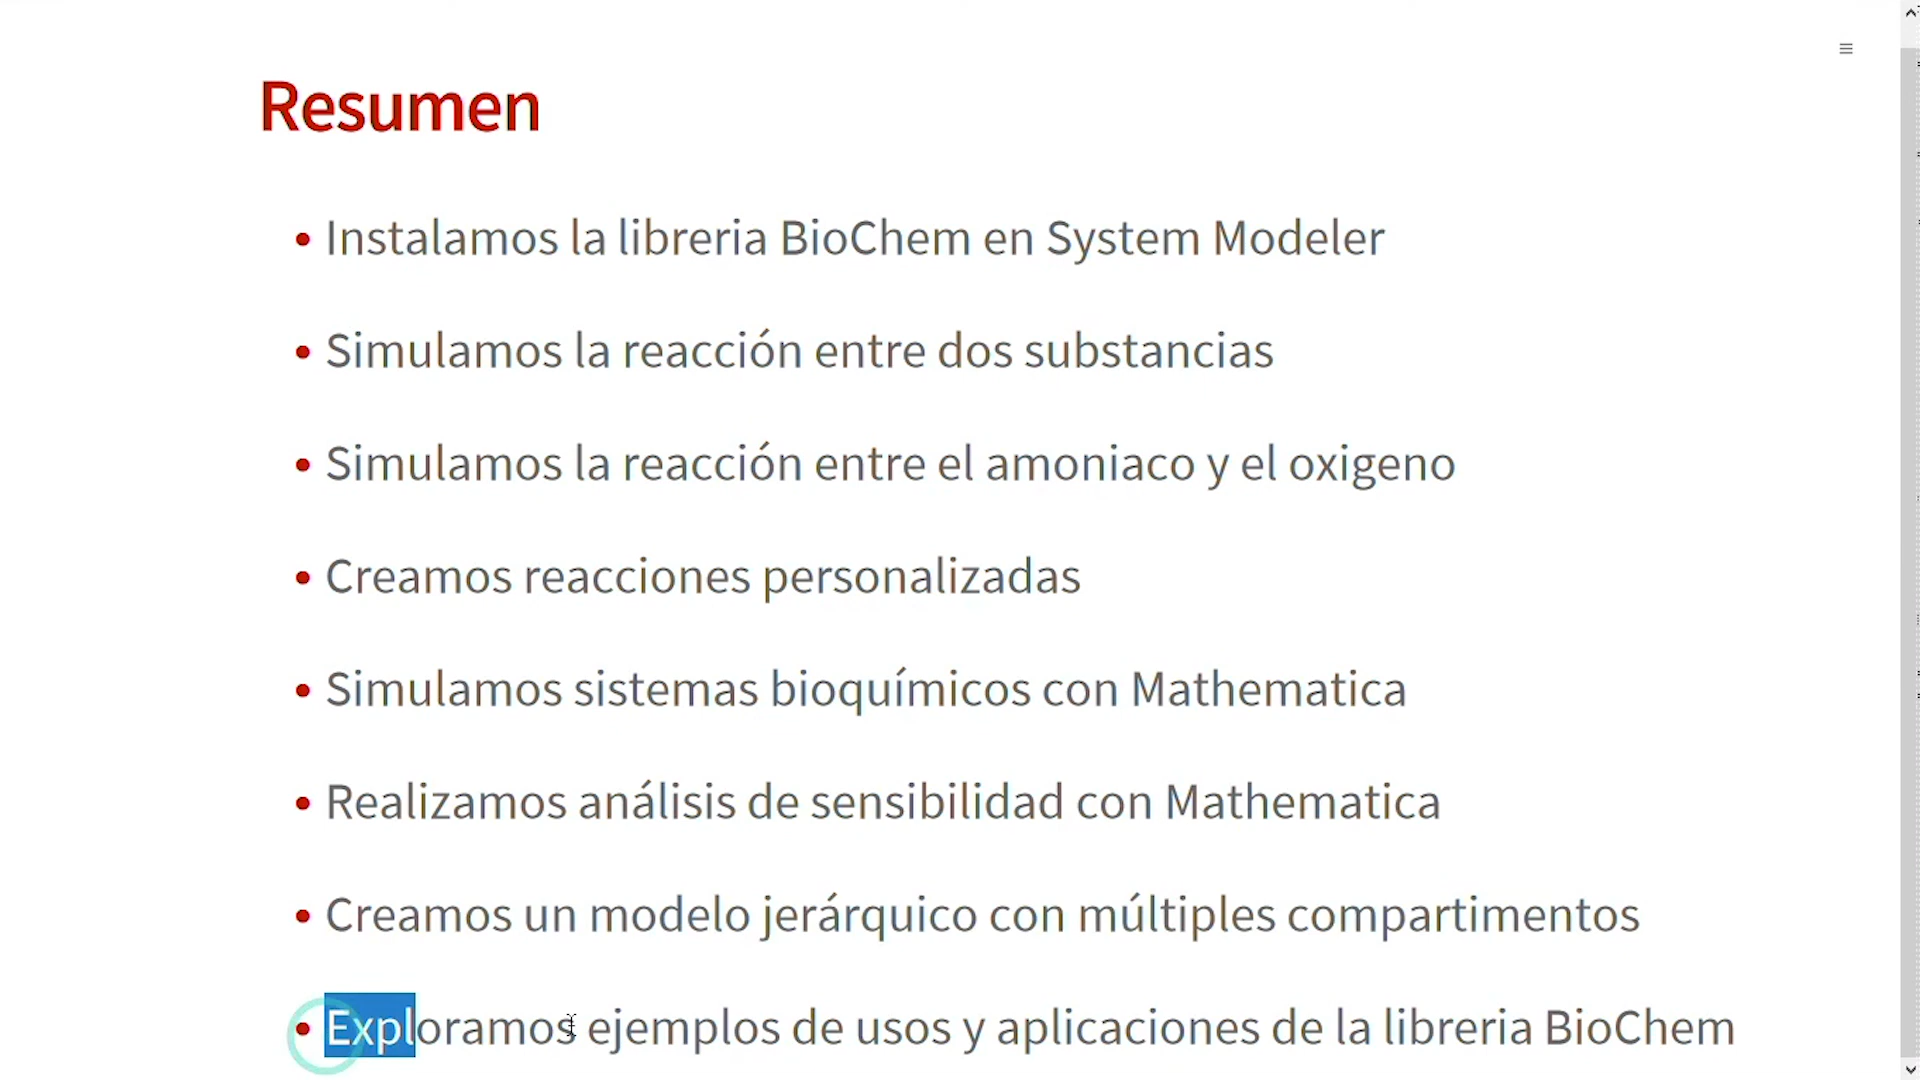 Resumen
• Instalamos la libreria BioChem en System Modeler
• Simulamos la reacción entre dos substancias
• Simulamos la reacción entre el amoniaco y el oxigeno
• Creamos reacciones personalizadas
• Simulamos sistemas bioquímicos con Mathematica
• Realizamos análisis de sensibilidad con Mathematica
• Creamos un modelo jerárquico con múltiples compartimentos
• Exploramos ejemplos de usos y aplicaciones de la libreria BioChem